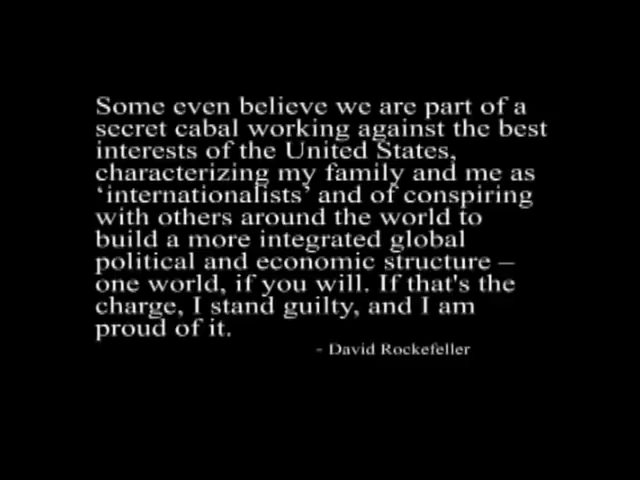 Some even believe we are part of a
secret cabal working against the best
interests of the United States,
characterizing my family and me as
‘internationalists’ and of conspiring
with others around the world to
build a more integrated global
political and economic structure –
one world, if you will. If that's the
charge, I stand guilty, and I am
proud of it.
- David Rockefeller